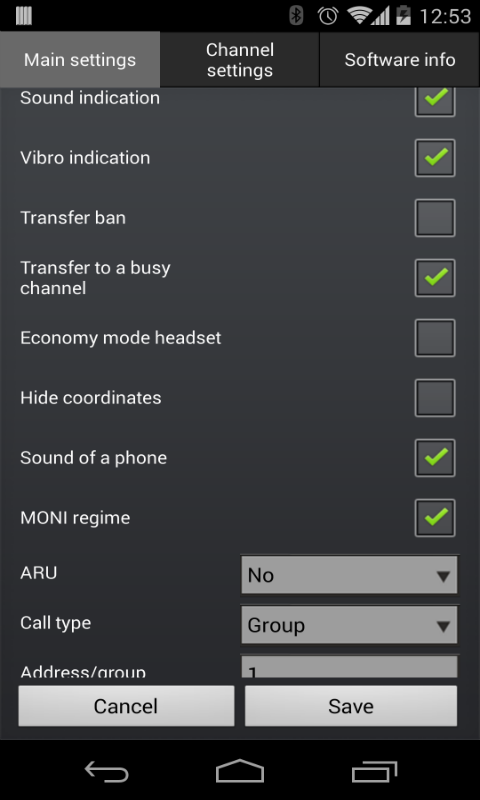 12:53
Main settings
Channel
settings
Software info
Sound indication
Vibro indication
Transfer ban
Transfer to a busy
channel
Economy mode headset
Hide coordinates
Sound of a phone
MONI regime
ARU
No
Call type
Group
Address/group
1
Cancel
Save